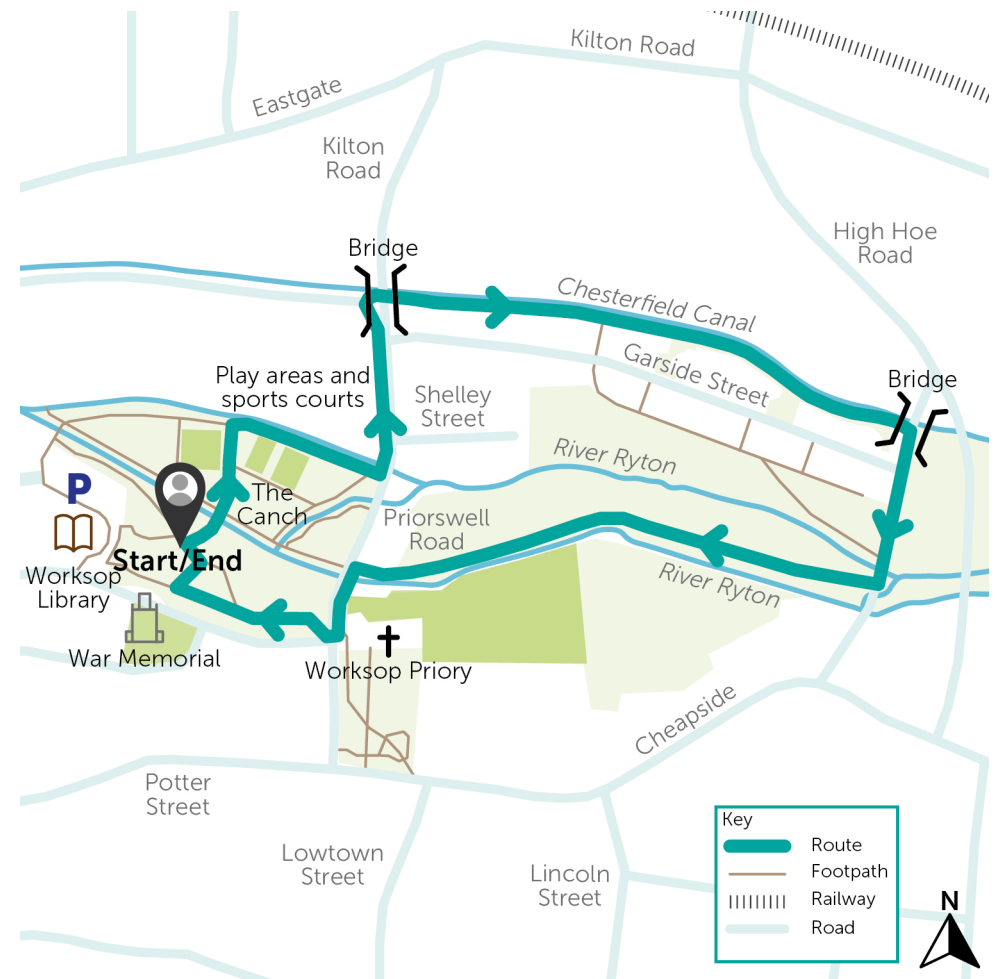 Kilton Road
Eastgate
Kilton
Road
High Hoe
Road
Bridge
Chesterfield Canal
Garside Street
Bridge
Play areas and
sports courts
Shelley
Street
River Ryton
P
The
Canch
Priorswell
Road
Start/End
Worksop
Library
River Ryton
War Memorial
Worksop Priory
Cheapside
Potter
Street
Lowtown
Street
Lincoln
Street
Key
Route
Footpath
Railway
Road
N